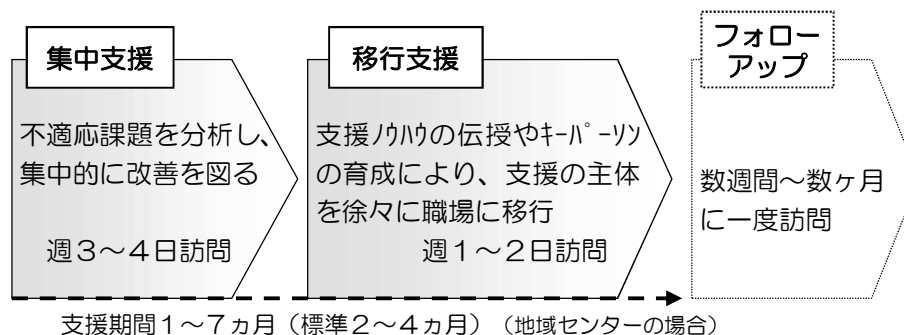 集中支援
不適応課題を分析し、
集中的に改善を図る
週3～4日訪問
移行支援
支援ﾉｳﾊｳの伝授やｷｰﾊﾟｰｿﾝ
の育成により、支援の主体
を徐々に職場に移行
週1～2日訪問
フォロー
アップ
数週間～数ヶ月
に一度訪問
支援期間1～7ヵ月（標準2～4ヵ月）（地域センターの場合）